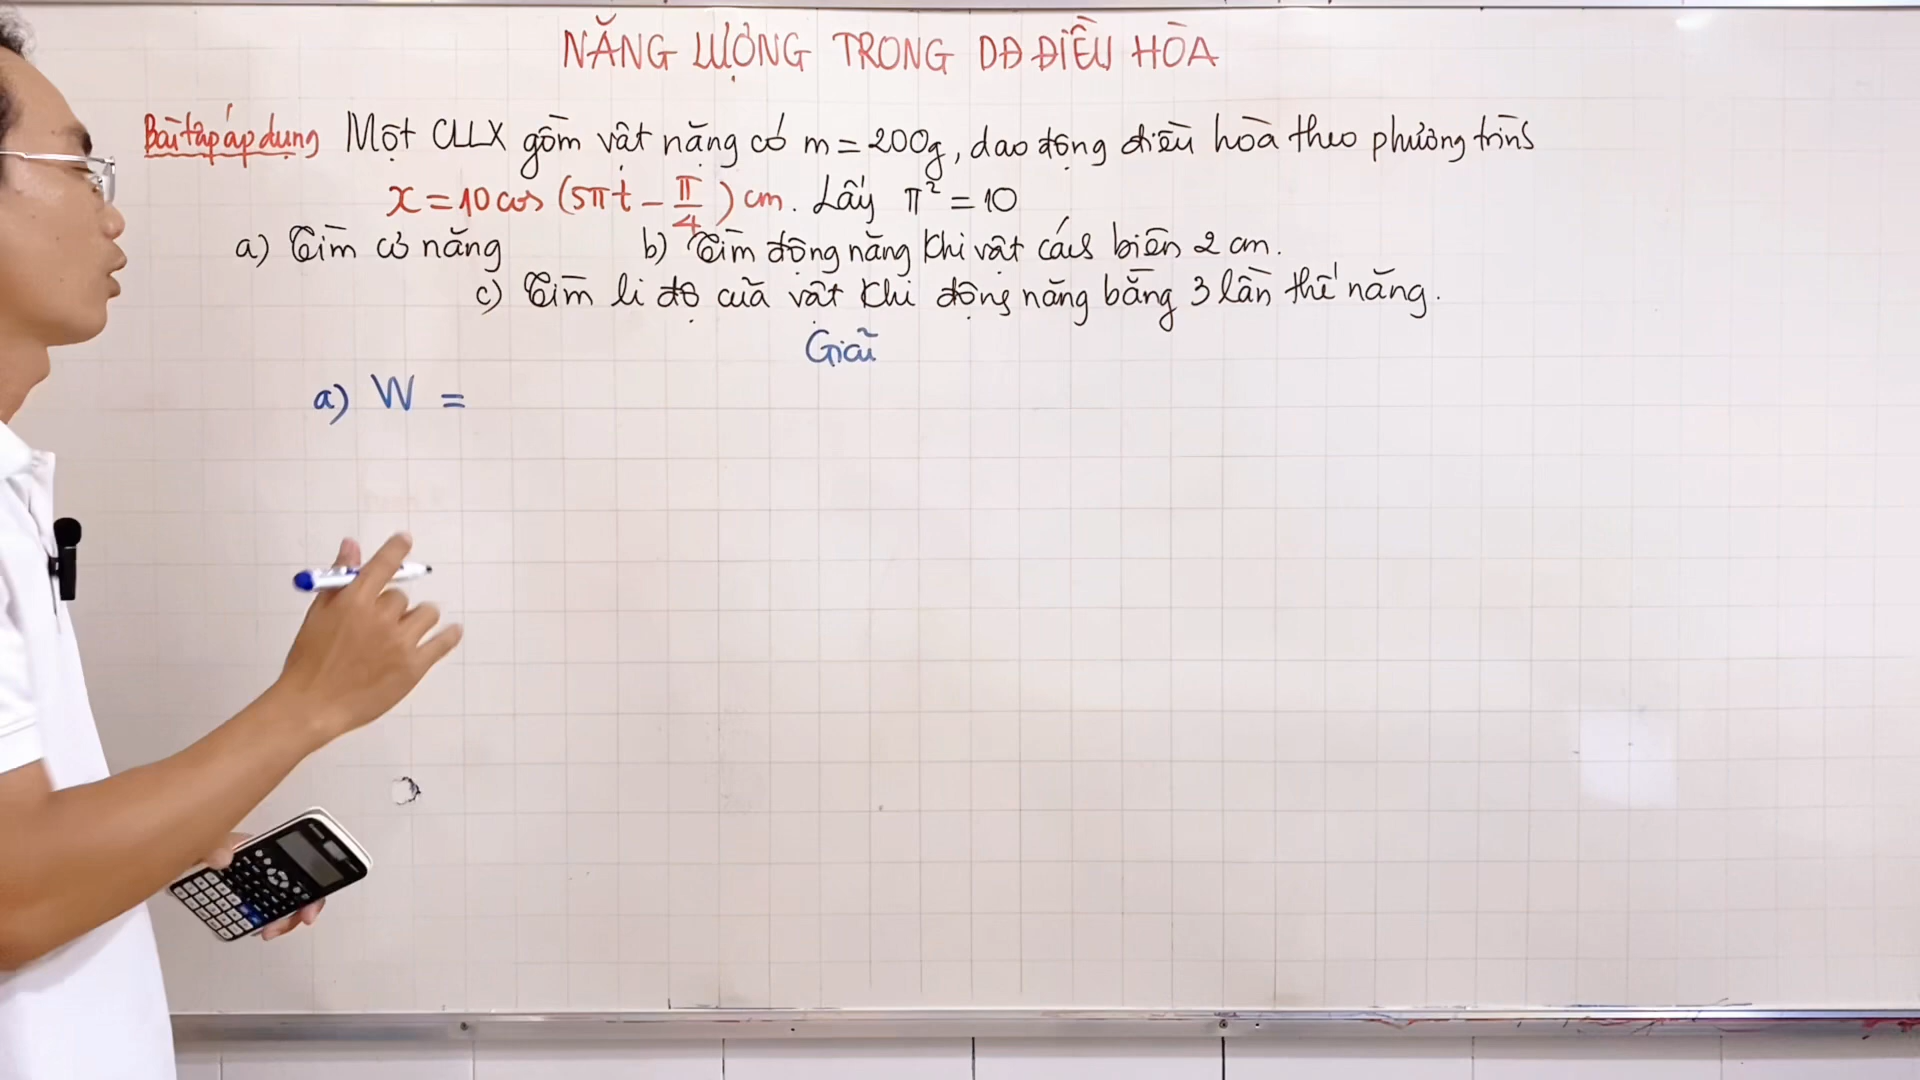 NĂNG LƯỢNG TRONG DĐ ĐIỀU HÒA
Bài tập áp dụng Một CLLX gồm vật nặng có m = 200g, dao động điều hòa theo phương trình
x = 10 cos (5πt - π/4) cm. Lấy π² = 10
a) Tìm cơ năng b) Tìm động năng khi vật cách biên 2 cm.
c) Tìm li độ của vật khi động năng bằng 3 lần thế năng.
Giải
a) W =